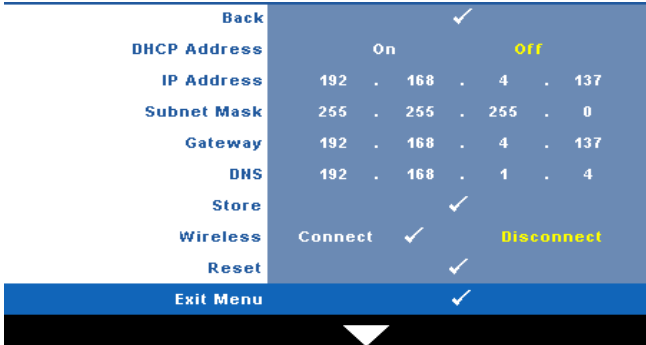 Back ✓
DHCP Address On Off
IP Address 192 . 168 . 4 . 137
Subnet Mask 255 . 255 . 255 . 0
Gateway 192 . 168 . 4 . 137
DNS 192 . 168 . 1 . 4
Store ✓
Wireless Connect ✓ Disconnect
Reset ✓
Exit Menu ✓